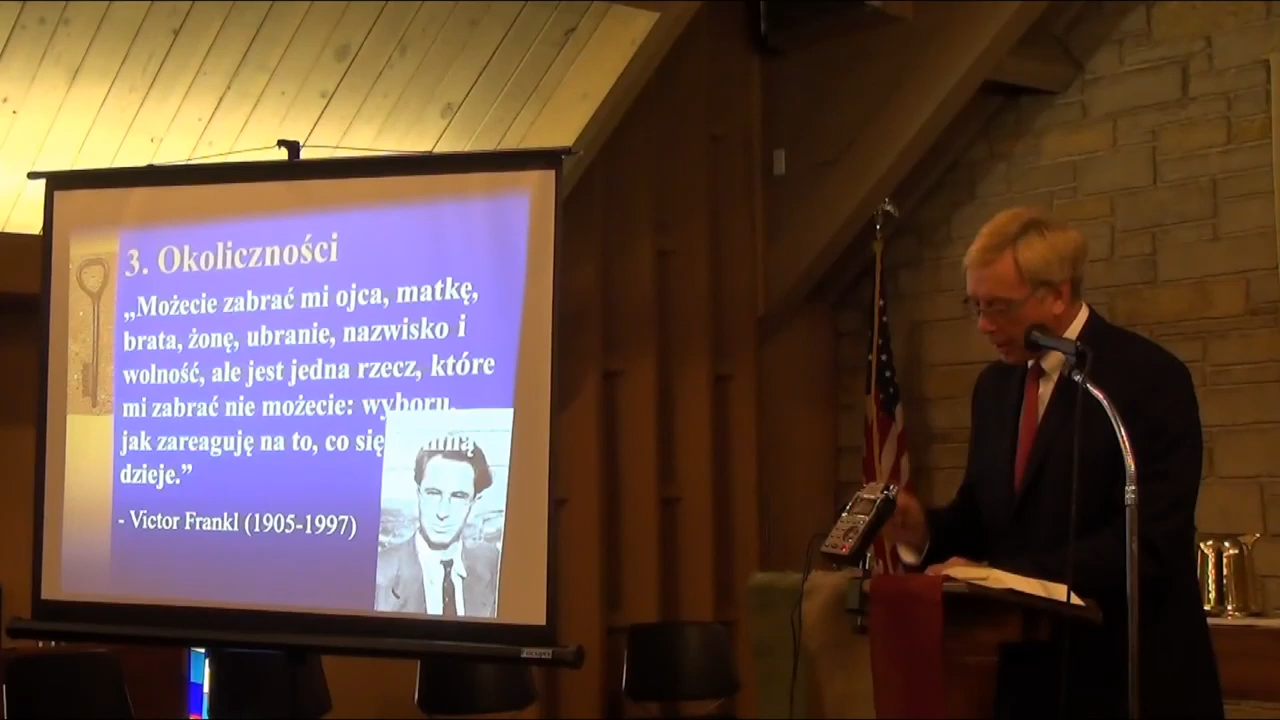 3. Okoliczności
„Możecie zabrać mi ojca, matkę,
brata, żonę, ubranie, nazwisko i
wolność, ale jest jedna rzecz, które
mi zabrać nie możecie: wyboru,
jak zareaguję na to, co się mną
dzieje.”
- Victor Frankl (1905-1997)